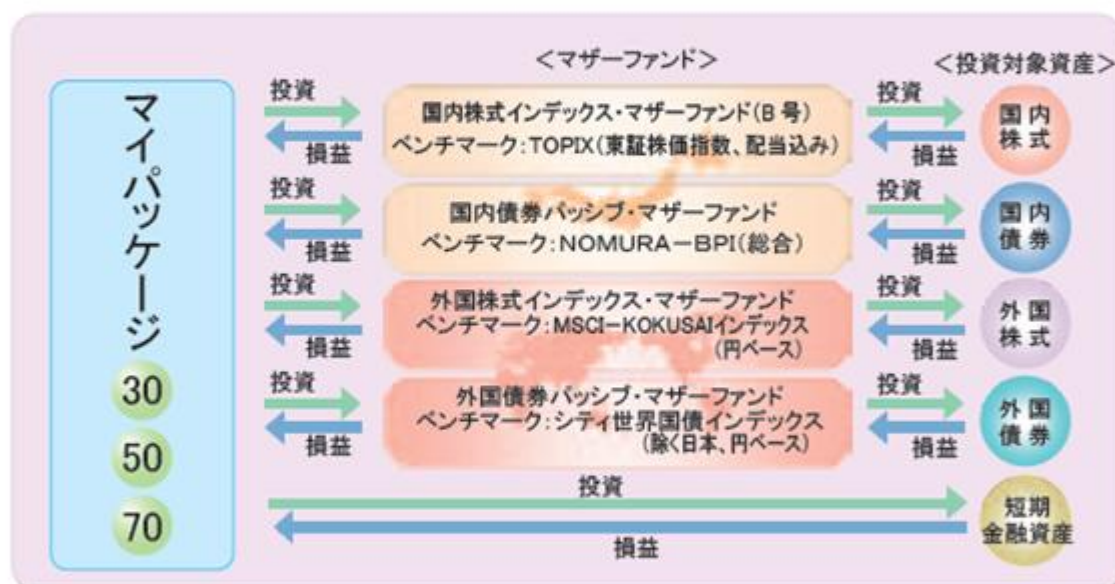 ＜マザーファンド＞
＜投資対象資産＞
マイパッケージ
30
50
70
投資
損益
国内株式インデックス・マザーファンド(B号)
ベンチマーク:TOPIX(東証株価指数、配当込み)
投資
損益
国内
株式
投資
損益
国内債券パッシブ・マザーファンド
ベンチマーク:NOMURA－BPI(総合)
投資
損益
国内
債券
投資
損益
外国株式インデックス・マザーファンド
ベンチマーク:MSCI－KOKUSAIインデックス
(円ベース)
投資
損益
外国
株式
投資
損益
外国債券パッシブ・マザーファンド
ベンチマーク:シティ世界国債インデックス
(除く日本、円ベース)
投資
損益
外国
債券
投資
損益
短期
金融資産